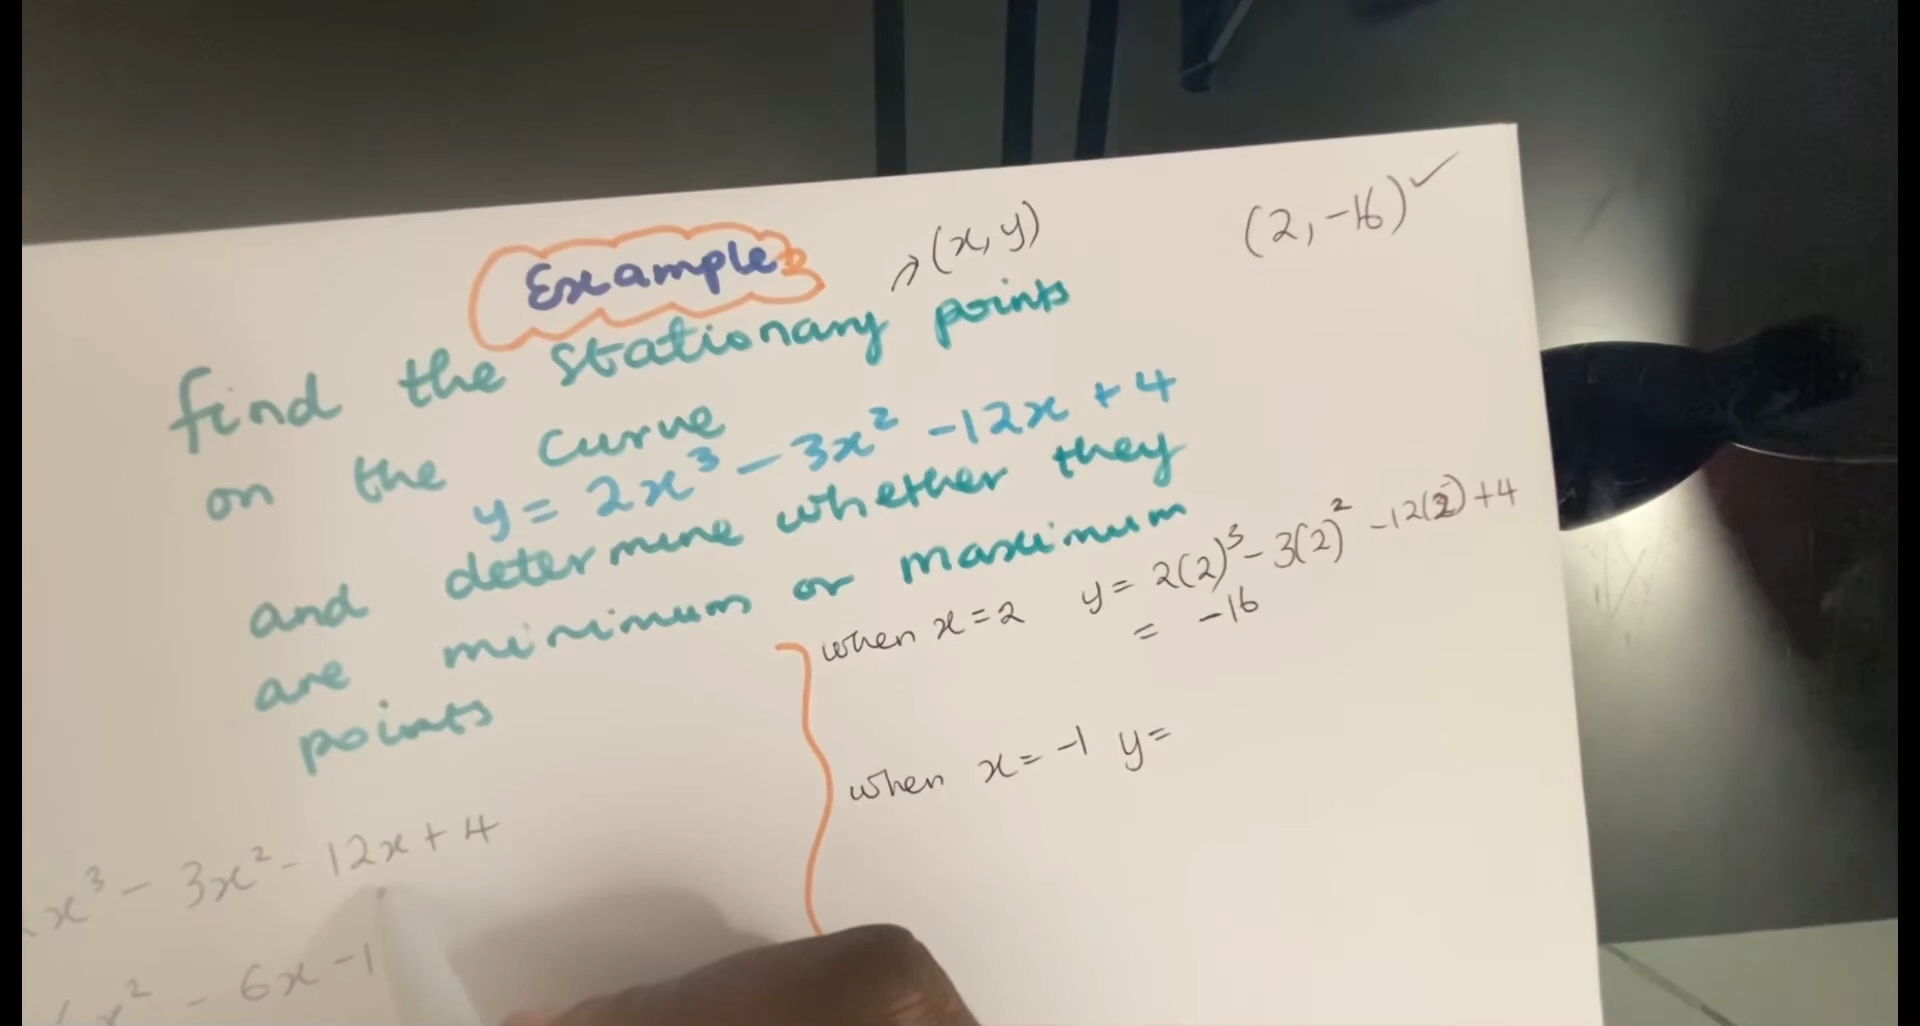 Example 3
(x, y)
(2, -16) ✓
find the stationary points
on the curve
y = 2x³ - 3x² - 12x + 4
and determine whether they
are minimum or maximum
points
when x = 2 y = 2(2)³ - 3(2)² - 12(2) + 4
= -16
when x = -1 y =
x³ - 3x² - 12x + 4
x² - 6x - 1